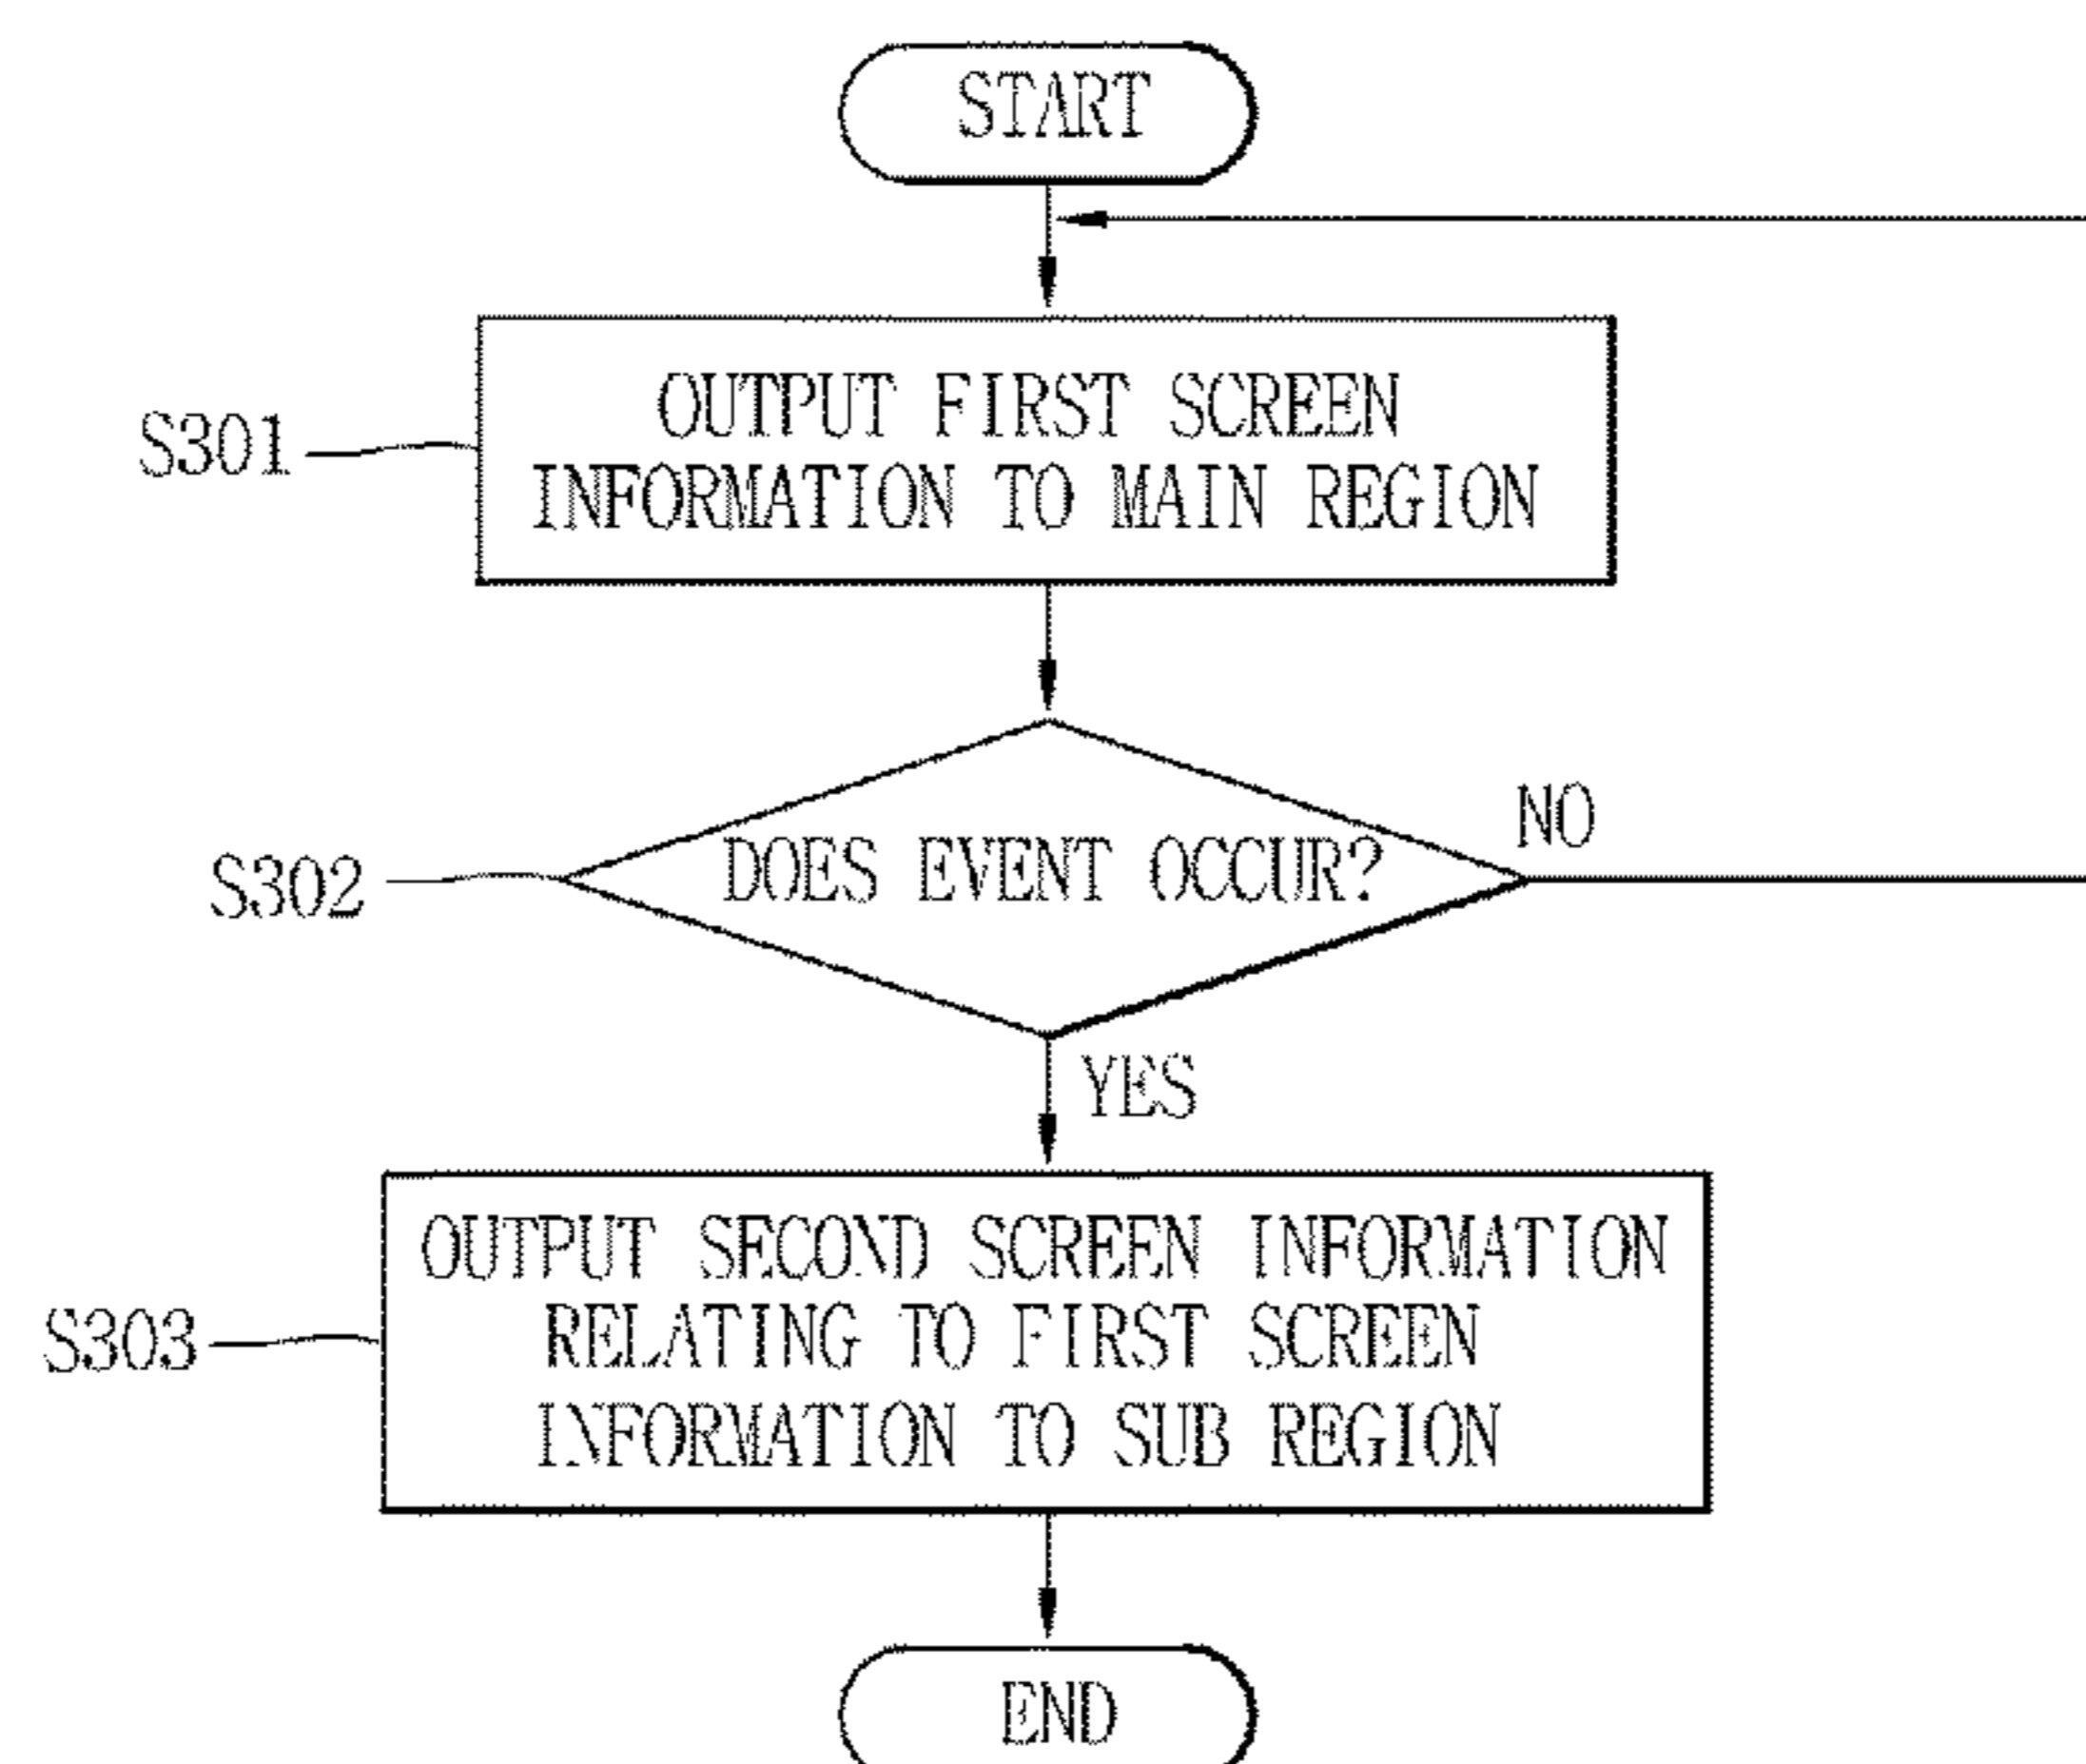 START
OUTPUT FIRST SCREEN
INFORMATION TO MAIN REGION
S301
DOES EVENT OCCUR?
NO
S302
YES
OUTPUT SECOND SCREEN INFORMATION
RELATING TO FIRST SCREEN
INFORMATION TO SUB REGION
S303
END